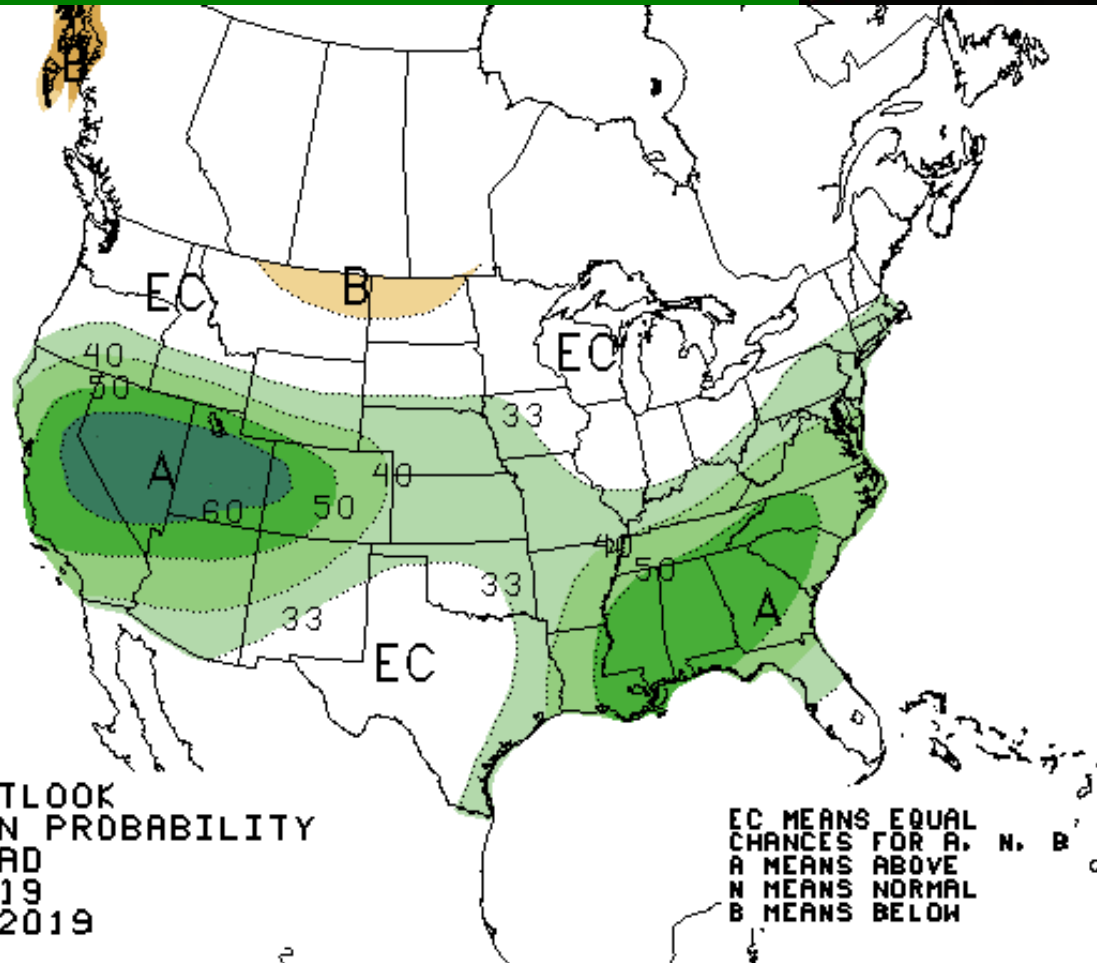 B
EC
B
EC
40
50
33
A
40
60
50
40
50
33
33
A
EC
TLOOK
N PROBABILITY
AD
19
2019
EC MEANS EQUAL
CHANCES FOR A, N, B
A MEANS ABOVE
N MEANS NORMAL
B MEANS BELOW